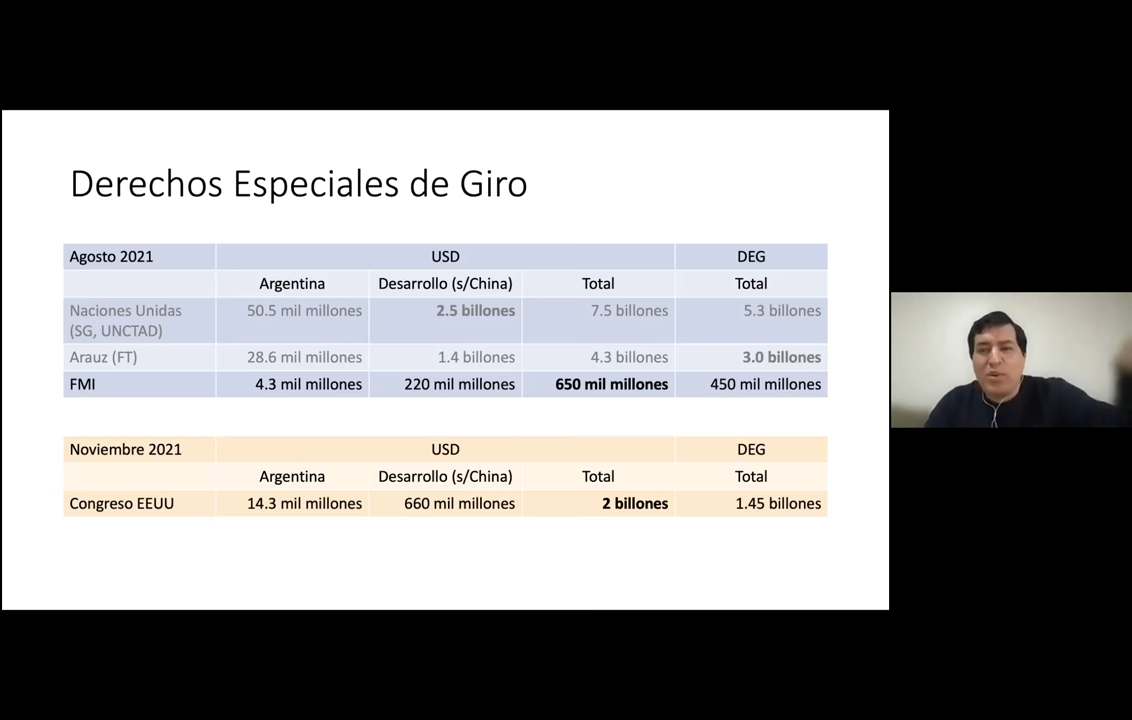 Derechos Especiales de Giro
Agosto 2021 USD DEG
Argentina Desarrollo (s/China) Total Total
Naciones Unidas (SG, UNCTAD) 50.5 mil millones 2.5 billones 7.5 billones 5.3 billones
Arauz (FT) 28.6 mil millones 1.4 billones 4.3 billones 3.0 billones
FMI 4.3 mil millones 220 mil millones 650 mil millones 450 mil millones
Noviembre 2021 USD DEG
Argentina Desarrollo (s/China) Total Total
Congreso EEUU 14.3 mil millones 660 mil millones 2 billones 1.45 billones